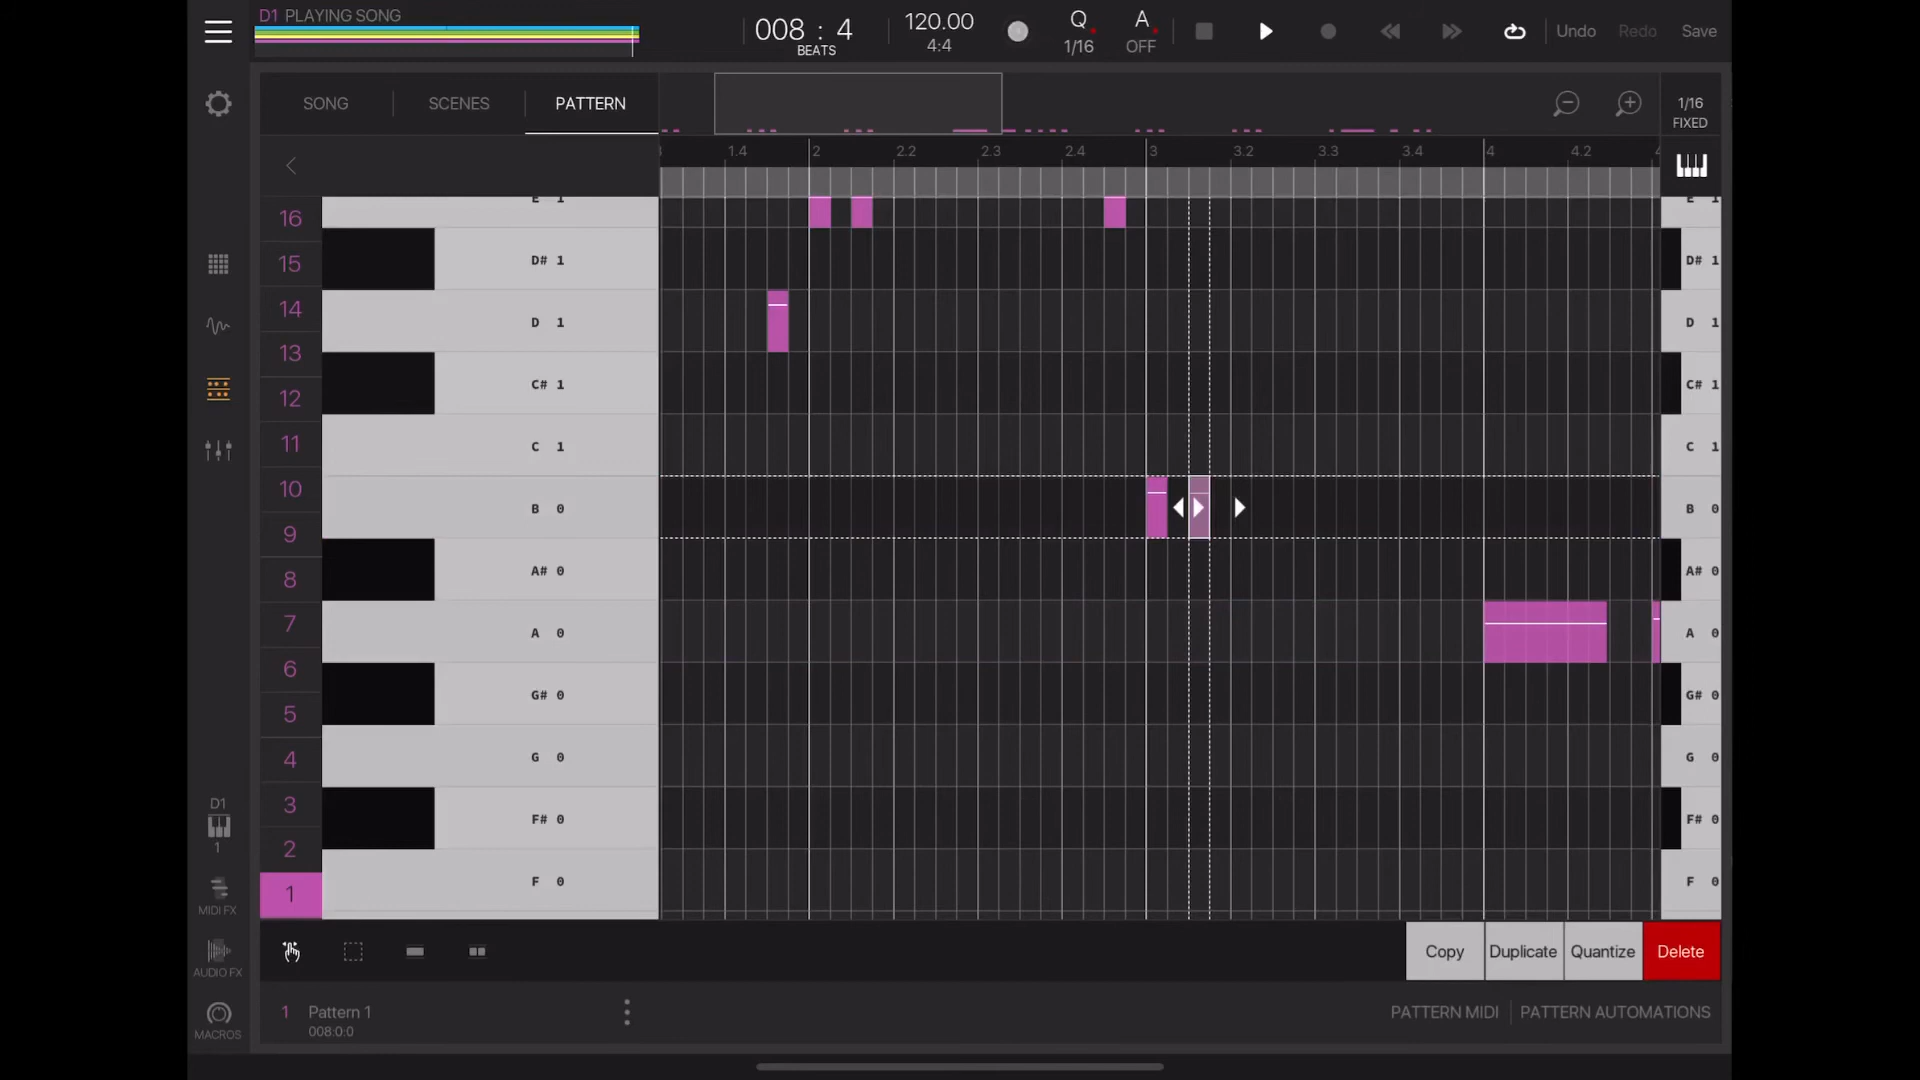 D1 PLAYING SONG
008 : 4
BEATS
120.00
4:4
Q
1/16
A
OFF
Undo
Redo
Save
SONG
SCENES
PATTERN
1/16
FIXED
1.4
2
2.2
2.3
2.4
3
3.2
3.3
3.4
4
4.2
16
15
14
13
12
11
10
9
8
7
6
5
4
3
2
1
E 1
D# 1
D 1
C# 1
C 1
B 0
A# 0
A 0
G# 0
G 0
F# 0
F 0
E 1
D# 1
D 1
C# 1
C 1
B 0
A# 0
A 0
G# 0
G 0
F# 0
F 0
D1
1
MIDI FX
AUDIO FX
MACROS
Copy
Duplicate
Quantize
Delete
1
Pattern 1
008:0:0
PATTERN MIDI
PATTERN AUTOMATIONS